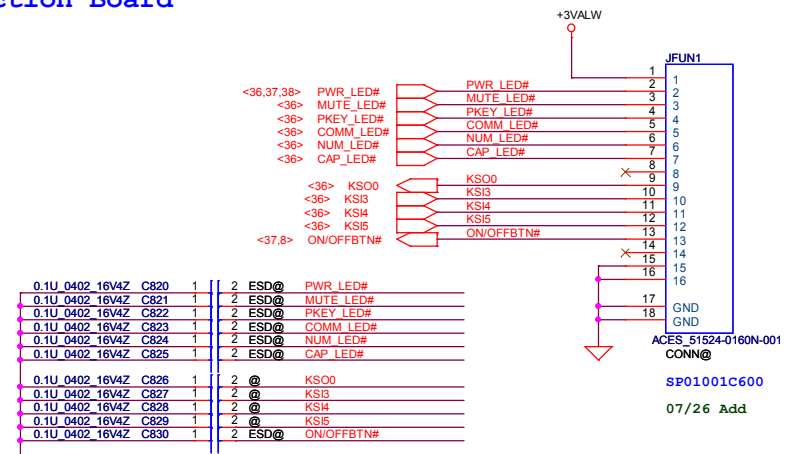 ction Board
+3VALW
JFUN1
1 1
<36,37,38> PWR_LED# PWR_LED# 2 2
<36> MUTE_LED# MUTE_LED# 3 3
<36> PKEY_LED# PKEY_LED# 4 4
<36> COMM_LED# COMM_LED# 5 5
<36> NUM_LED# NUM_LED# 6 6
<36> CAP_LED# CAP_LED# 7 7
8 8
<36> KSO0 KSO0 9 9
<36> KSI3 KSI3 10 10
<36> KSI4 KSI4 11 11
<36> KSI5 KSI5 12 12
<37,8> ON/OFFBTN# ON/OFFBTN# 13 13
14 14
15 15
16 16
17 GND
18 GND
ACES_51524-0160N-001
CONN@
SP01001C600
07/26 Add
0.1U_0402_16V4Z C820 1 2 ESD@ PWR_LED#
0.1U_0402_16V4Z C821 1 2 ESD@ MUTE_LED#
0.1U_0402_16V4Z C822 1 2 ESD@ PKEY_LED#
0.1U_0402_16V4Z C823 1 2 ESD@ COMM_LED#
0.1U_0402_16V4Z C824 1 2 ESD@ NUM_LED#
0.1U_0402_16V4Z C825 1 2 ESD@ CAP_LED#
0.1U_0402_16V4Z C826 1 2 @ KSO0
0.1U_0402_16V4Z C827 1 2 @ KSI3
0.1U_0402_16V4Z C828 1 2 @ KSI4
0.1U_0402_16V4Z C829 1 2 @ KSI5
0.1U_0402_16V4Z C830 1 2 ESD@ ON/OFFBTN#